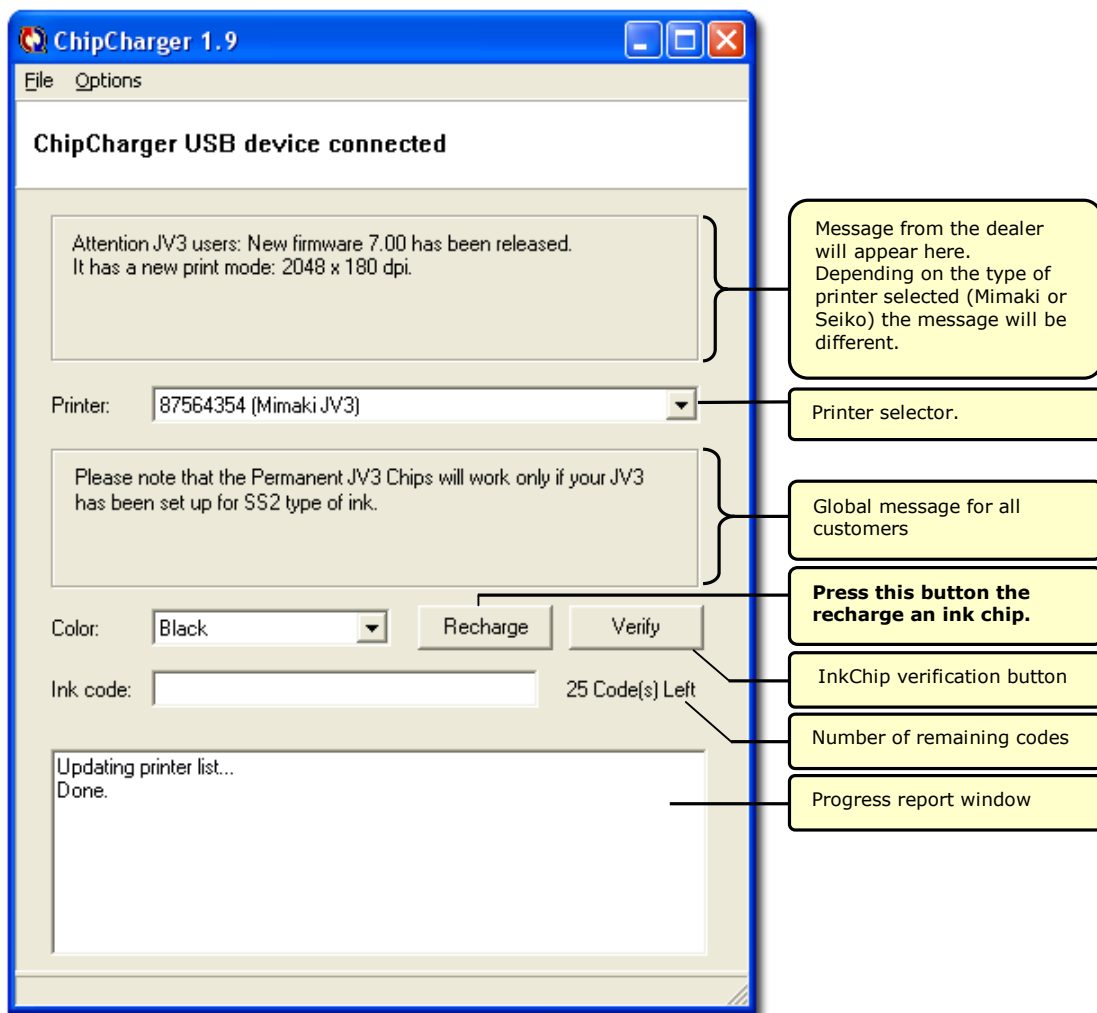 ChipCharger 1.9
File Options
ChipCharger USB device connected
Attention JV3 users: New firmware 7.00 has been released.
It has a new print mode: 2048 x 180 dpi.
Message from the dealer
will appear here.
Depending on the type of
printer selected (Mimaki or
Seiko) the message will be
different.
Printer: 87564354 (Mimaki JV3)
Printer selector.
Please note that the Permanent JV3 Chips will work only if your JV3
has been set up for SS2 type of ink.
Global message for all
customers
Press this button the
recharge an ink chip.
Color: Black Recharge Verify
InkChip verification button
Ink code: 25 Code(s) Left
Number of remaining codes
Updating printer list...
Done.
Progress report window